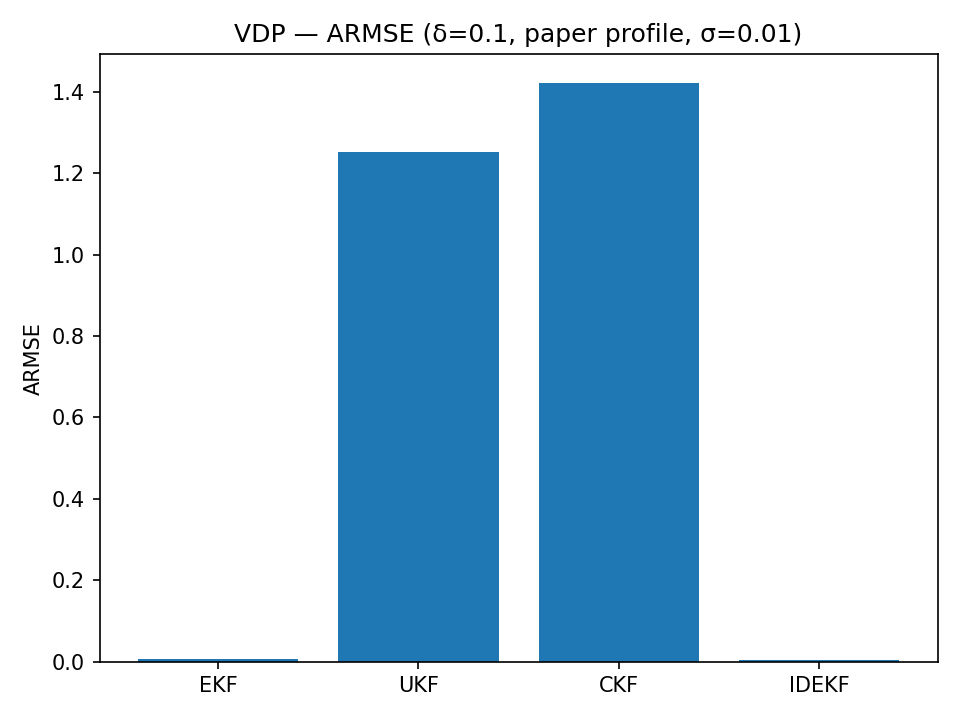 VDP — ARMSE (δ=0.1, paper profile, σ=0.01)
ARMSE
1.4
1.2
1.0
0.8
0.6
0.4
0.2
0.0
EKF UKF CKF IDEKF